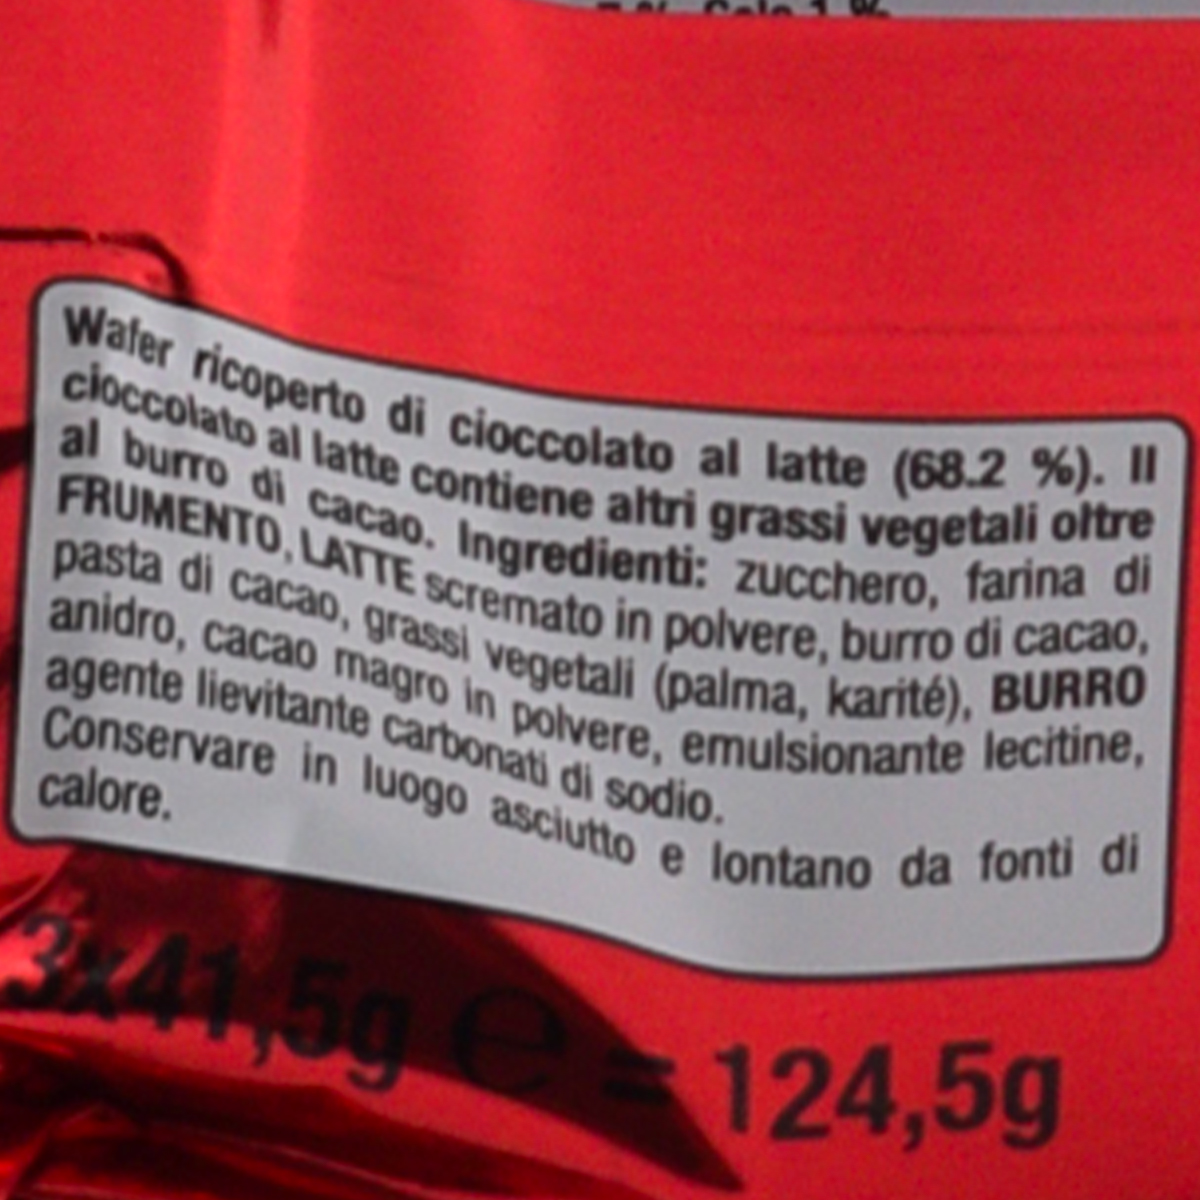 Wafer ricoperto di cioccolato al latte (68.2 %). Il
cioccolato al latte contiene altri grassi vegetali oltre
al burro di cacao. Ingredienti: zucchero, farina di
FRUMENTO, LATTE scremato in polvere, burro di cacao,
pasta di cacao, grassi vegetali (palma, karité), BURRO
anidro, cacao magro in polvere, emulsionante lecitine,
agente lievitante carbonati di sodio.
Conservare in luogo asciutto e lontano da fonti di
calore.
3x41,5g ℮ = 124,5g